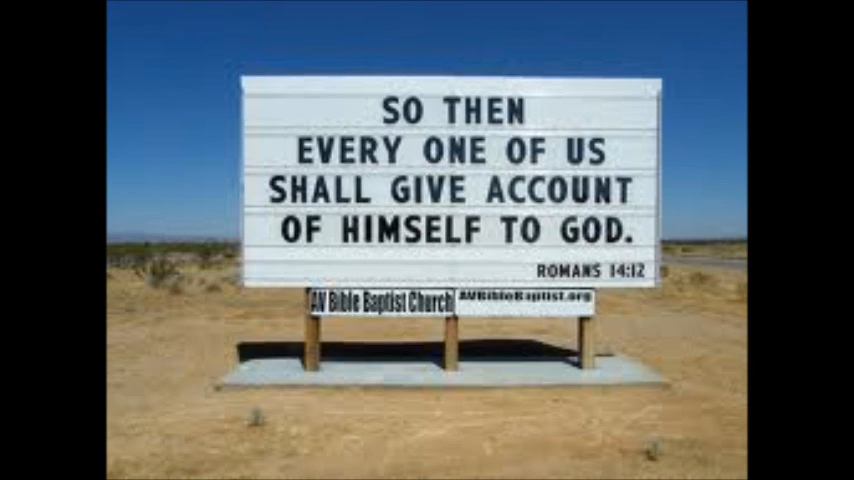 SO THEN
EVERY ONE OF US
SHALL GIVE ACCOUNT
OF HIMSELF TO GOD.
ROMANS 14:12
AV Bible Baptist Church
AVBibleBaptist.org